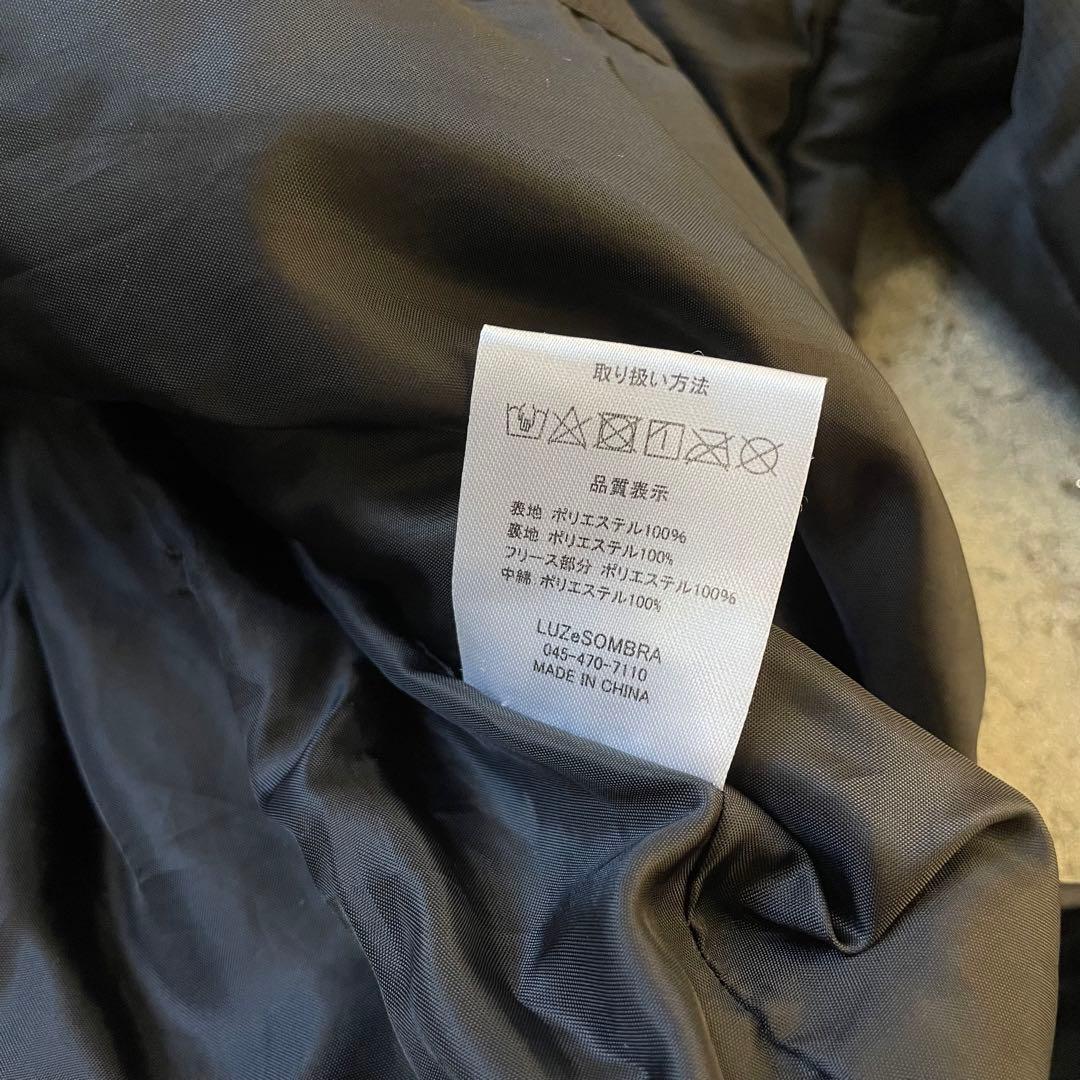 取り扱い方法
品質表示
表地 ポリエステル100%
裏地 ポリエステル100%
フリース部分 ポリエステル100%
中綿 ポリエステル100%
LUZeSOMBRA
045-470-7110
MADE IN CHINA